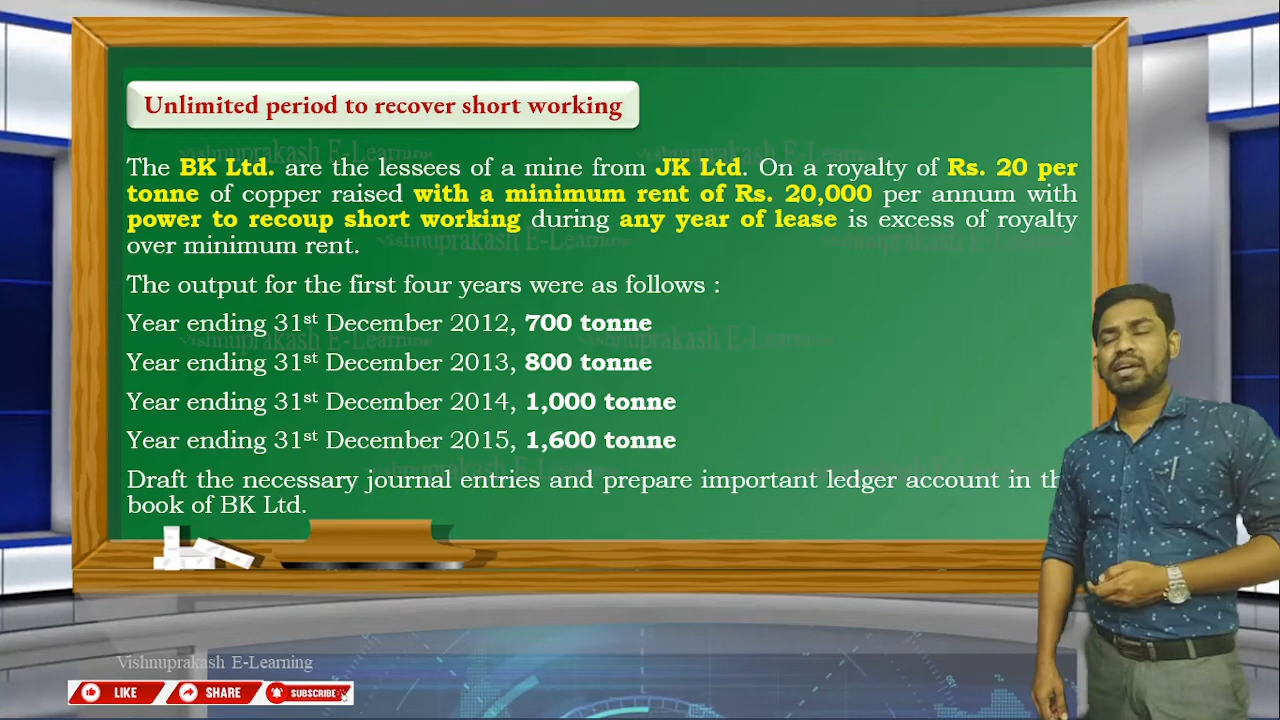 Unlimited period to recover short working
The BK Ltd. are the lessees of a mine from JK Ltd. On a royalty of Rs. 20 per
tonne of copper raised with a minimum rent of Rs. 20,000 per annum with
power to recoup short working during any year of lease is excess of royalty
over minimum rent.
The output for the first four years were as follows :
Year ending 31st December 2012, 700 tonne
Year ending 31st December 2013, 800 tonne
Year ending 31st December 2014, 1,000 tonne
Year ending 31st December 2015, 1,600 tonne
Draft the necessary journal entries and prepare important ledger account in th
book of BK Ltd.
Vishnuprakash E-Learning
LIKE SHARE SUBSCRIBE